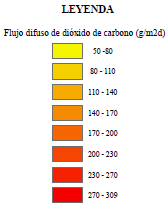 LEYENDA
Flujo difuso de dióxido de carbono (g/m2d)
50 -80
80 - 110
110 - 140
140 - 170
170 - 200
200 - 230
230 - 270
270 - 309